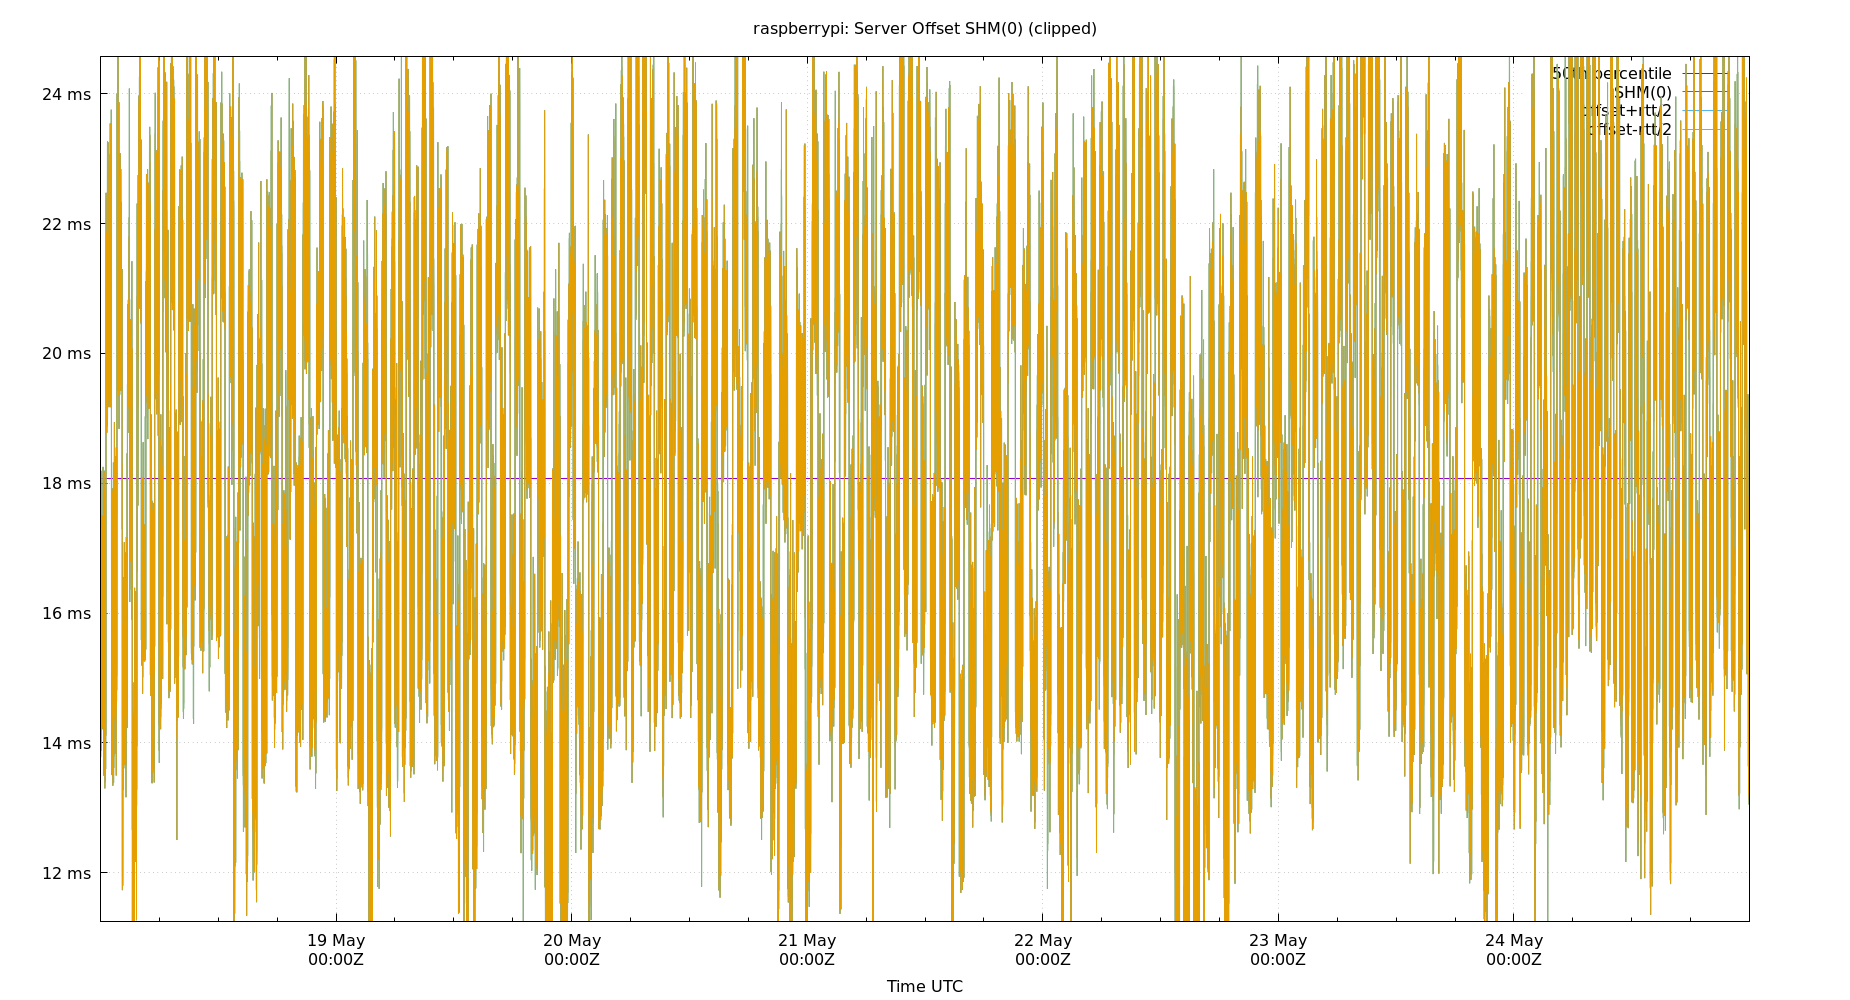 raspberrypi: Server Offset SHM(0) (clipped)
50th percentile
SHM(0)
offset+rtt/2
offset-rtt/2
24 ms
22 ms
20 ms
18 ms
16 ms
14 ms
12 ms
19 May 20 May 21 May 22 May 23 May 24 May
00:00Z 00:00Z 00:00Z 00:00Z 00:00Z 00:00Z
Time UTC